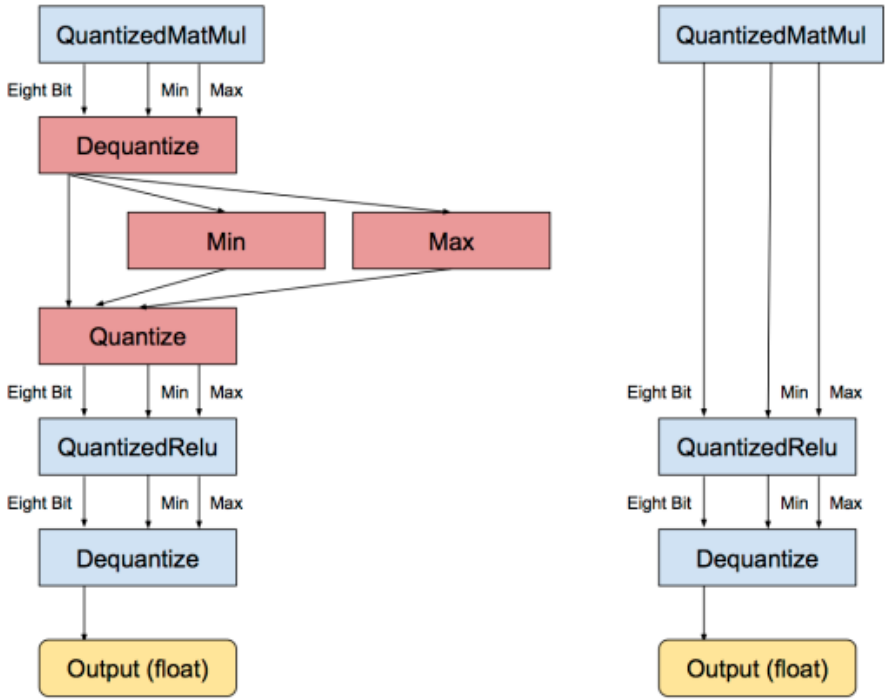 QuantizedMatMul
Eight Bit Min Max
Dequantize
Min Max
Quantize
Eight Bit Min Max
QuantizedRelu
Eight Bit Min Max
Dequantize
Output (float)
QuantizedMatMul
Eight Bit Min Max
QuantizedRelu
Eight Bit Min Max
Dequantize
Output (float)